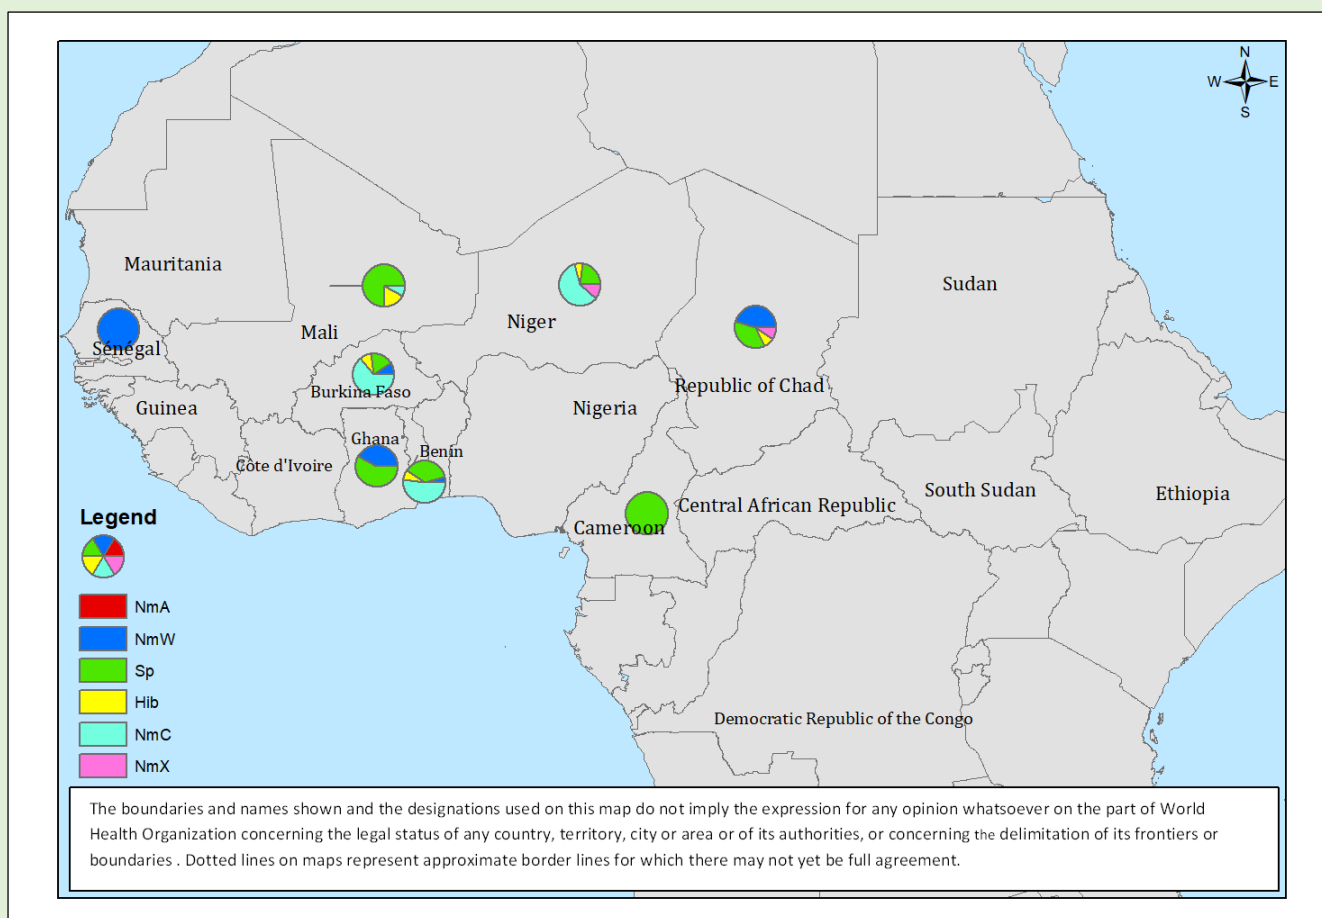 N
W E
S
Mauritania
Sudan
Mali
Niger
Sénégal
Republic of Chad
Burkina Faso
Guinea
Nigeria
Ghana
Benin
Côte d'Ivoire
Central African Republic
South Sudan
Ethiopia
Cameroon
Legend
NmA
NmW
Sp
Hib
NmC
NmX
Democratic Republic of the Congo
The boundaries and names shown and the designations used on this map do not imply the expression for any opinion whatsoever on the part of World
Health Organization concerning the legal status of any country, territory, city or area or of its authorities, or concerning the delimitation of its frontiers or
boundaries . Dotted lines on maps represent approximate border lines for which there may not yet be full agreement.